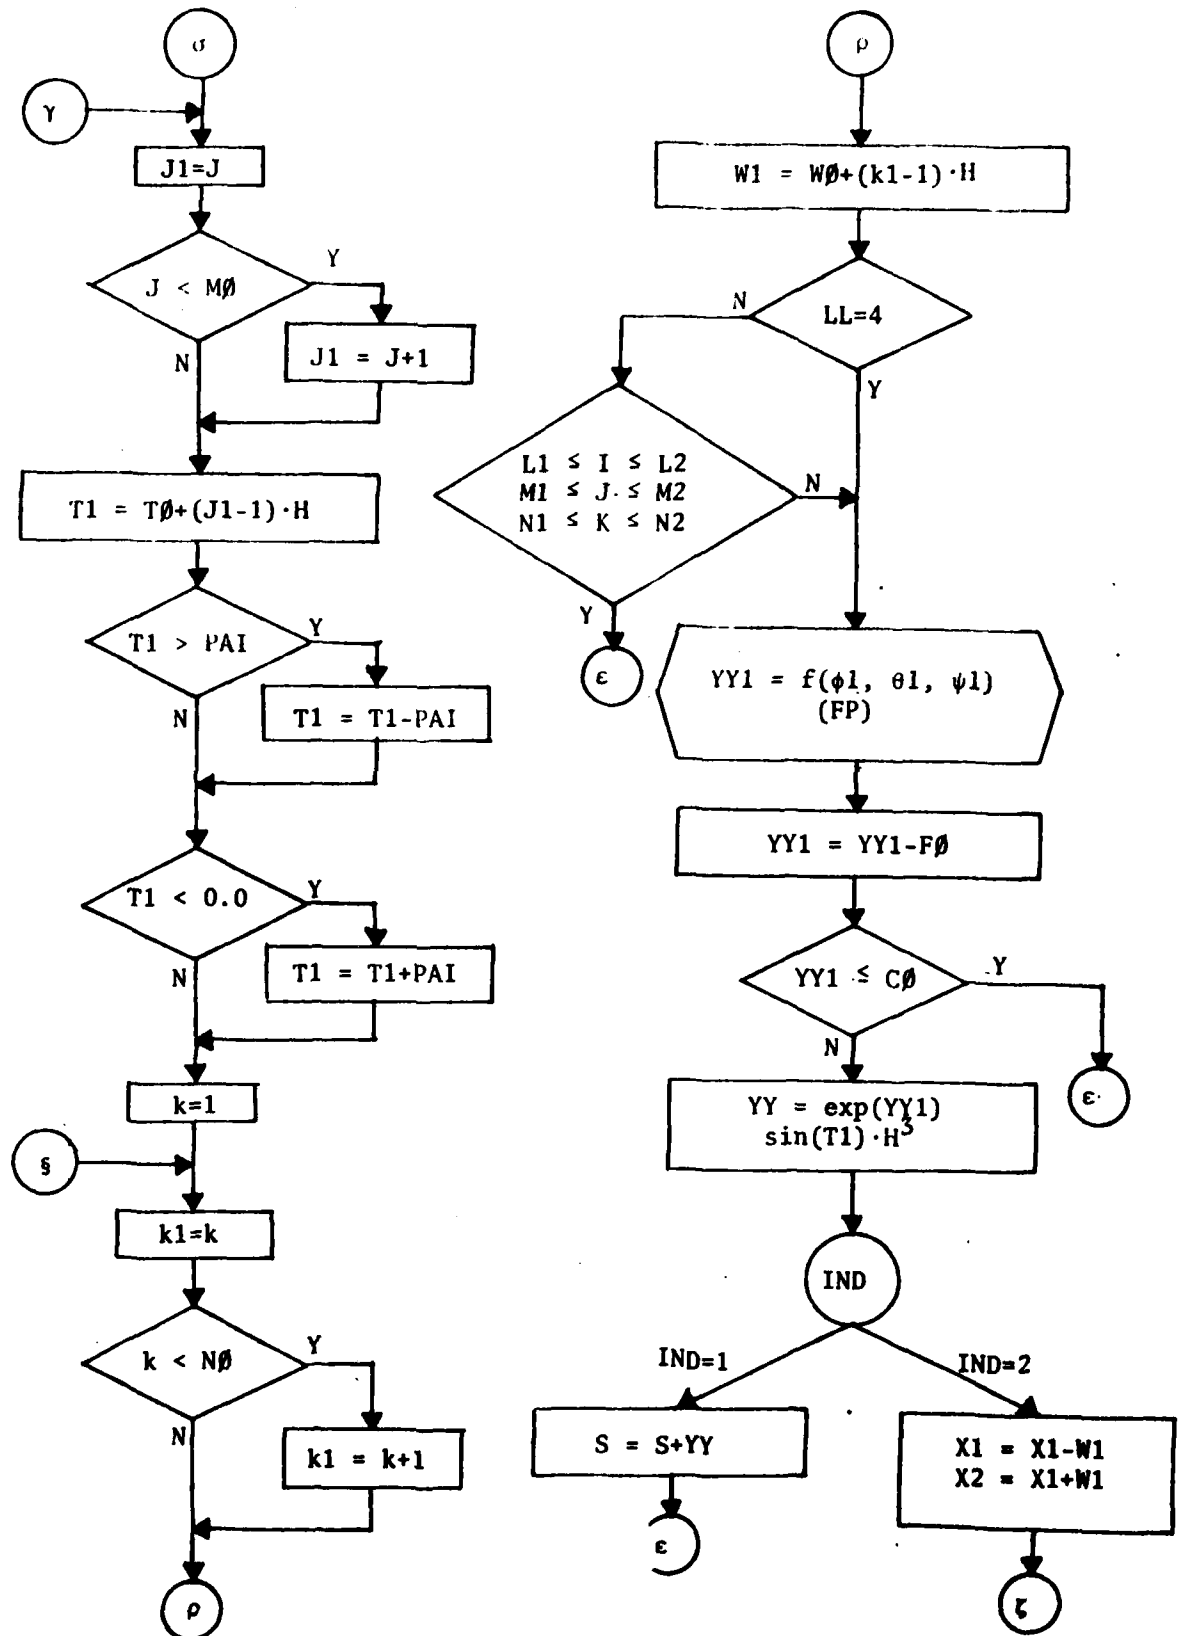 σ
γ
J1=J
J < MØ
Y
N
J1 = J+1
T1 = TØ+(J1-1)·H
T1 > PAI
Y
N
T1 = T1-PAI
T1 < 0.0
Y
N
T1 = T1+PAI
k=1
§
k1=k
k < NØ
Y
N
k1 = k+1
ρ
ρ
W1 = WØ+(k1-1)·H
LL=4
N
Y
L1 ≤ I ≤ L2
M1 ≤ J ≤ M2
N1 ≤ K ≤ N2
N
Y
ε
YY1 = f(ϕ1, θ1, ψ1)
(FP)
YY1 = YY1-FØ
YY1 ≤ CØ
Y
N
ε
YY = exp(YY1)
sin(T1)·H³
IND
IND=1
IND=2
S = S+YY
X1 = X1-W1
X2 = X1+W1
ε
ζ